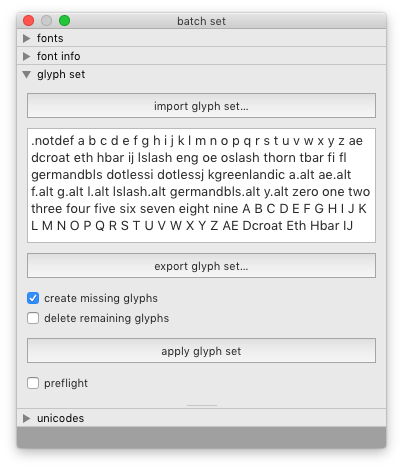 batch set
fonts
font info
glyph set
import glyph set...
.notdef a b c d e f g h i j k l m n o p q r s t u v w x y z ae
dcroat eth hbar ij lslash eng oe oslash thorn tbar fi fl
germandbls dotlessi dotlessj kgreenlandic a.alt ae.alt
f.alt g.alt l.alt lslash.alt germandbls.alt y.alt zero one two
three four five six seven eight nine A B C D E F G H I J K
L M N O P Q R S T U V W X Y Z AE Dcroat Eth Hbar IJ
export glyph set...
create missing glyphs
delete remaining glyphs
apply glyph set
preflight
unicodes